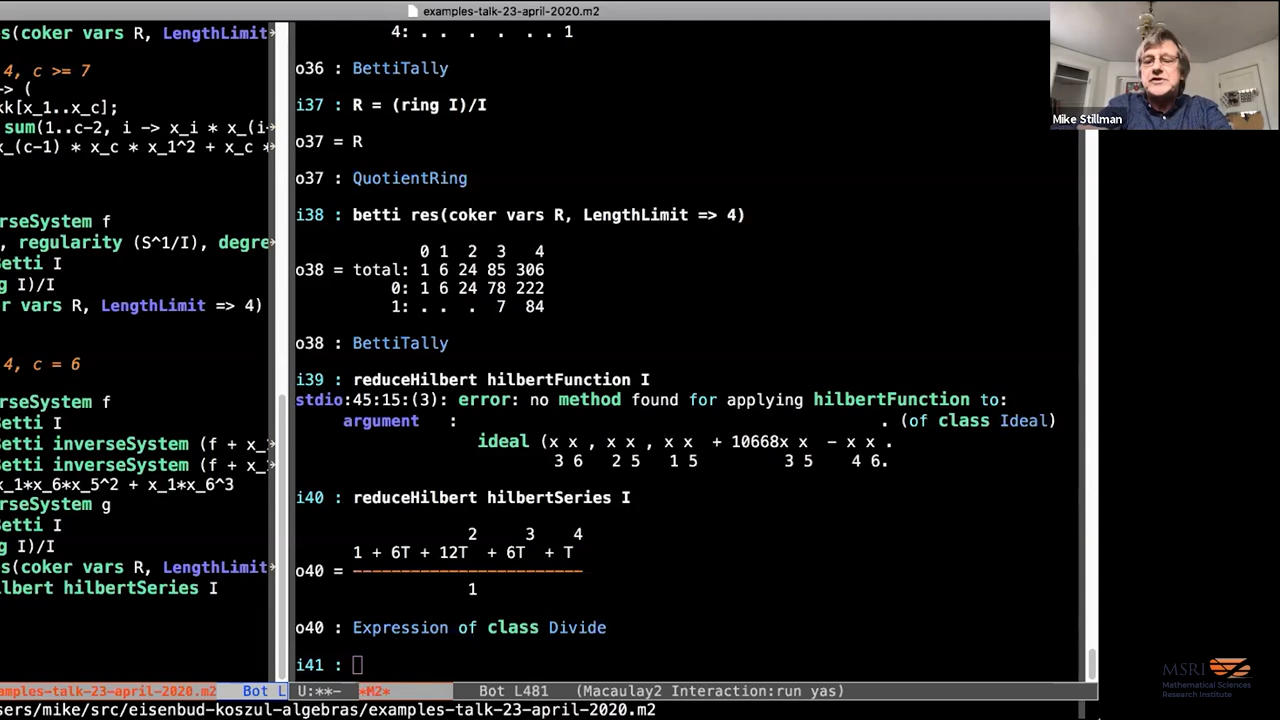 examples-talk-23-april-2020.m2
s(coker vars R, LengthLimit
4, c >= 7
-> (
kk[x_1..x_c];
sum(1..c-2, i -> x_i * x_(i
x_(c-1) * x_c * x_1^2 + x_c *
rseSystem f
, regularity (S^1/I), degre
etti I
ng I)/I
r vars R, LengthLimit => 4)
4, c = 6
rseSystem f
etti I
etti inverseSystem (f + x_
etti inverseSystem (f + x_
x_1*x_6*x_5^2 + x_1*x_6^3
rseSystem g
etti I
ng I)/I
es(coker vars R, LengthLimit
ilbert hilbertSeries I
4: . . . . . . 1
o36 : BettiTally
i37 : R = (ring I)/I
o37 = R
o37 : QuotientRing
i38 : betti res(coker vars R, LengthLimit => 4)
0 1 2 3 4
o38 = total: 1 6 24 85 306
0: 1 6 24 78 222
1: . . . 7 84
o38 : BettiTally
i39 : reduceHilbert hilbertFunction I
stdio:45:15:(3): error: no method found for applying hilbertFunction to:
argument : . (of class Ideal)
ideal (x x , x x , x x + 10668x x - x x .
3 6 2 5 1 5 3 5 4 6.
i40 : reduceHilbert hilbertSeries I
2 3 4
1 + 6T + 12T + 6T + T
o40 = -----------------------
1
o40 : Expression of class Divide
i41 :
amples-talk-23-april-2020.m2 Bot L
U:**- *M2* Bot L481 (Macaulay2 Interaction:run yas)
ers/mike/src/eisenbud-koszul-algebras/examples-talk-23-april-2020.m2
Mike Stillman
MSRI
Mathematical Sciences
Research Institute